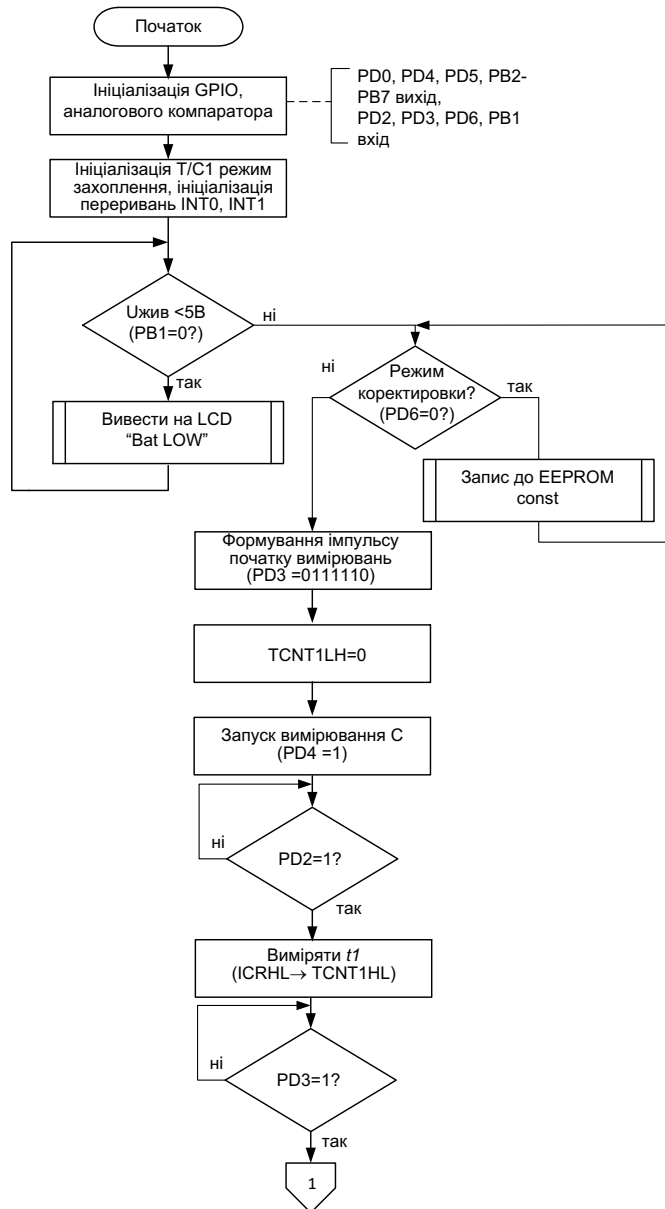 Початок
Ініціалізація GPIO,
аналогового компаратора
PD0, PD4, PD5, PB2-
PB7 вихід,
PD2, PD3, PD6, PB1
вхід
Ініціалізація T/C1 режим
захоплення, ініціалізація
переривань INT0, INT1
Uжив <5В
(PB1=0?)
ні
так
Вивести на LCD
“Bat LOW”
ні
Режим
коректировки?
(PD6=0?)
так
Запис до EEPROM
const
Формування імпульсу
початку вимірювань
(PD3 =0111110)
TCNT1LH=0
Запуск вимірювання C
(PD4 =1)
ні
PD2=1?
так
Виміряти t1
(ICRHL→ TCNT1HL)
ні
PD3=1?
так
1